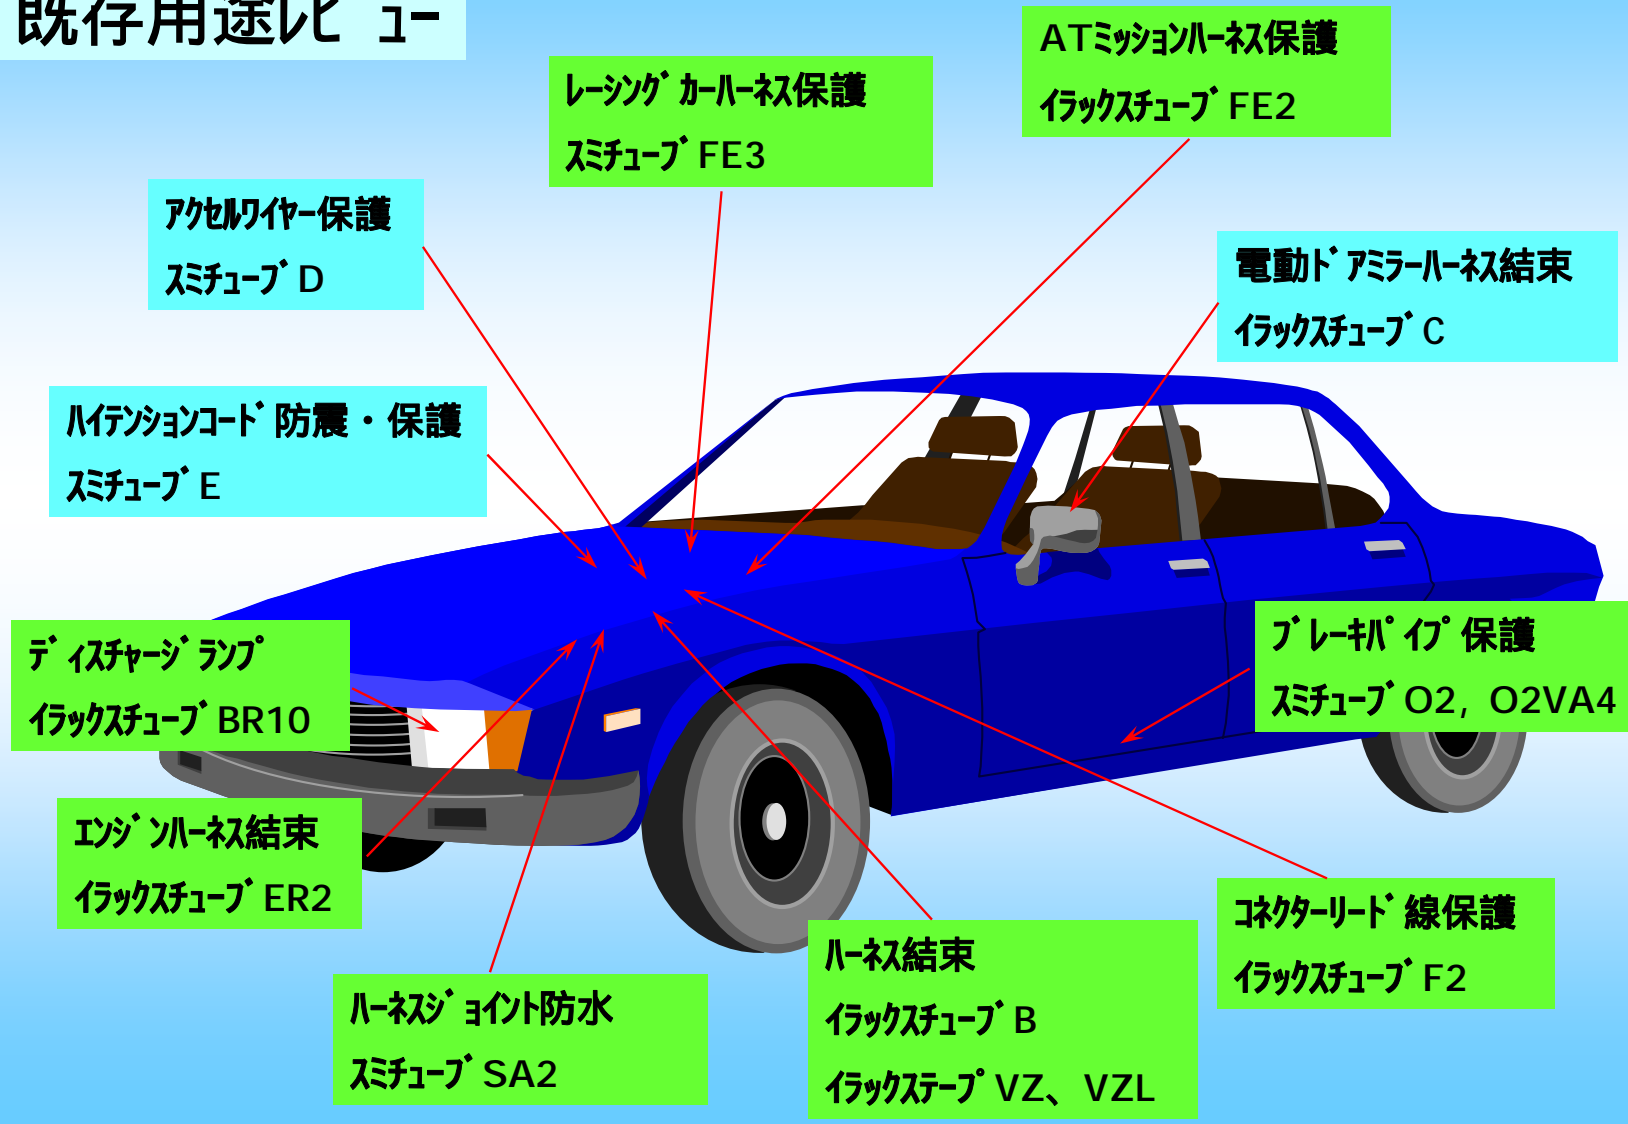 既存用途ﾚﾋﾞｭｰ
ATﾐｯｼｮﾝﾊｰﾈｽ保護
ｲﾗｯｸｽﾁｭｰﾌﾞFE2
ﾚｰｼﾝｸﾞｶｰﾊｰﾈｽ保護
ｽﾐﾁｭｰﾌﾞFE3
ｱｸｾﾙﾜｲﾔｰ保護
ｽﾐﾁｭｰﾌﾞD
電動ﾄﾞｱﾐﾗｰﾊｰﾈｽ結束
ｲﾗｯｸｽﾁｭｰﾌﾞC
ﾊｲﾃﾝｼｮﾝｺｰﾄﾞ防震・保護
ｽﾐﾁｭｰﾌﾞE
ﾃﾞｨｽﾁｬｰｼﾞﾗﾝﾌﾟ
ｲﾗｯｸｽﾁｭｰﾌﾞBR10
ﾌﾞﾚｰｷﾊﾟｲﾌﾟ保護
ｽﾐﾁｭｰﾌﾞO2, O2VA4
ｴﾝｼﾞﾝﾊｰﾈｽ結束
ｲﾗｯｸｽﾁｭｰﾌﾞER2
ｺﾈｸﾀｰﾘｰﾄﾞ線保護
ｲﾗｯｸｽﾁｭｰﾌﾞF2
ﾊｰﾈｽ結束
ｲﾗｯｸｽﾁｭｰﾌﾞB
ｲﾗｯｸｽﾃｰﾌﾟVZ、VZL
ﾊｰﾈｽｼﾞｮｲﾝﾄ防水
ｽﾐﾁｭｰﾌﾞSA2